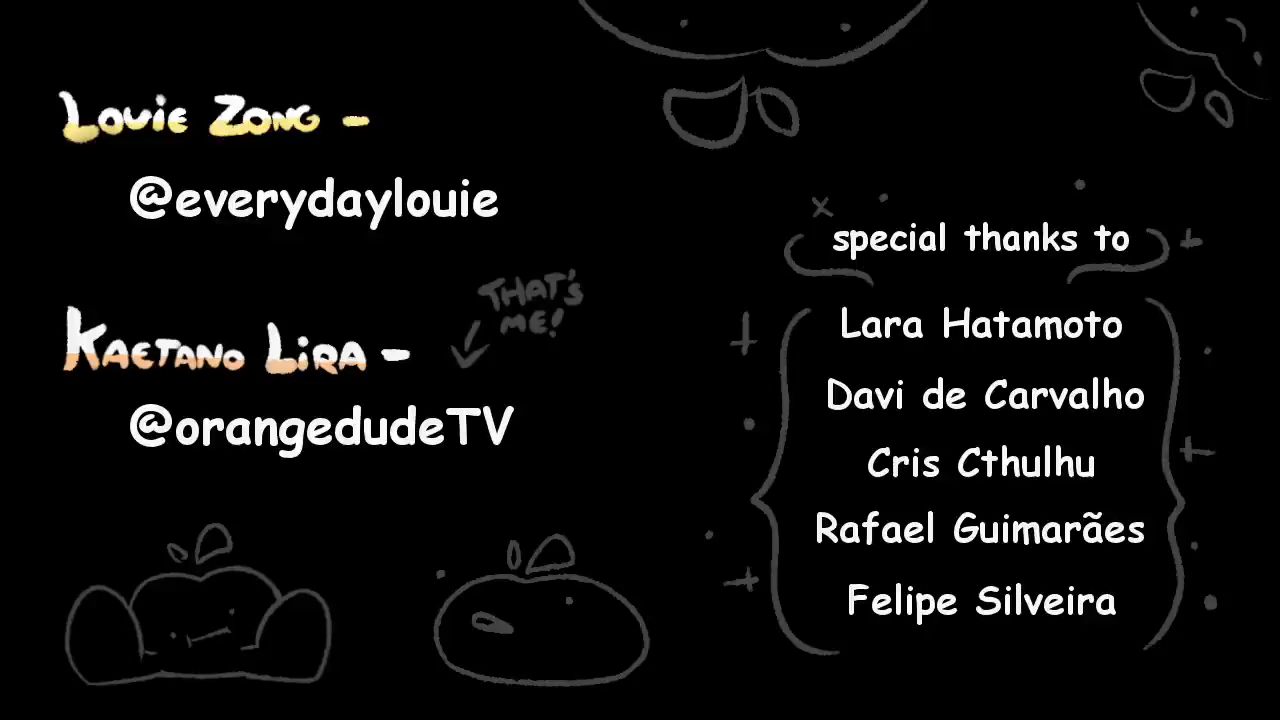 LOUIE ZONG -
@everydaylouie
KAETANO LIRA -
THAT'S
ME!
@orangedudeTV
special thanks to
Lara Hatamoto
Davi de Carvalho
Cris Cthulhu
Rafael Guimarães
Felipe Silveira